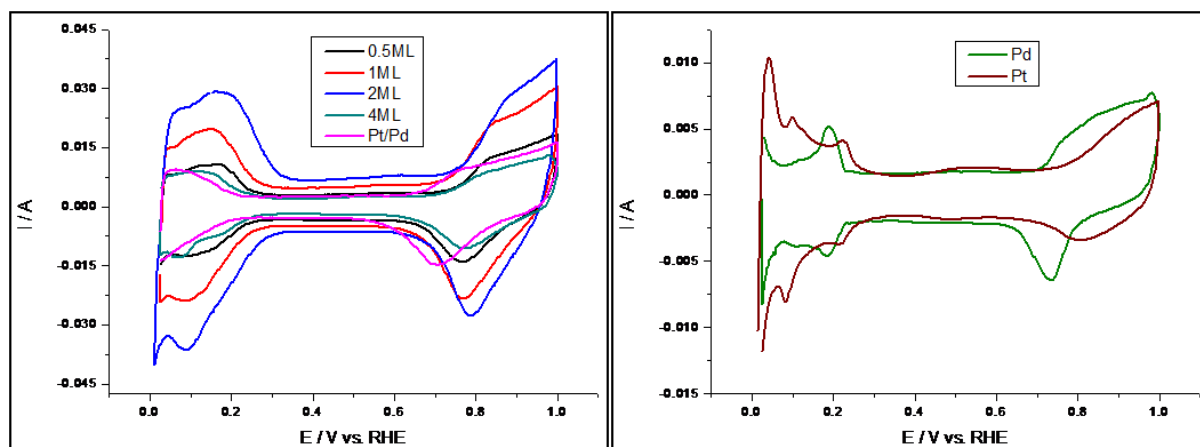 0.045
0.030
0.015
0.000
-0.015
-0.030
-0.045
I / A
0.5ML
1ML
2ML
4ML
Pt/Pd
0.0 0.2 0.4 0.6 0.8 1.0
E / V vs. RHE
0.010
0.005
0.000
-0.005
-0.010
-0.015
I / A
Pd
Pt
0.0 0.2 0.4 0.6 0.8 1.0
E / V vs. RHE